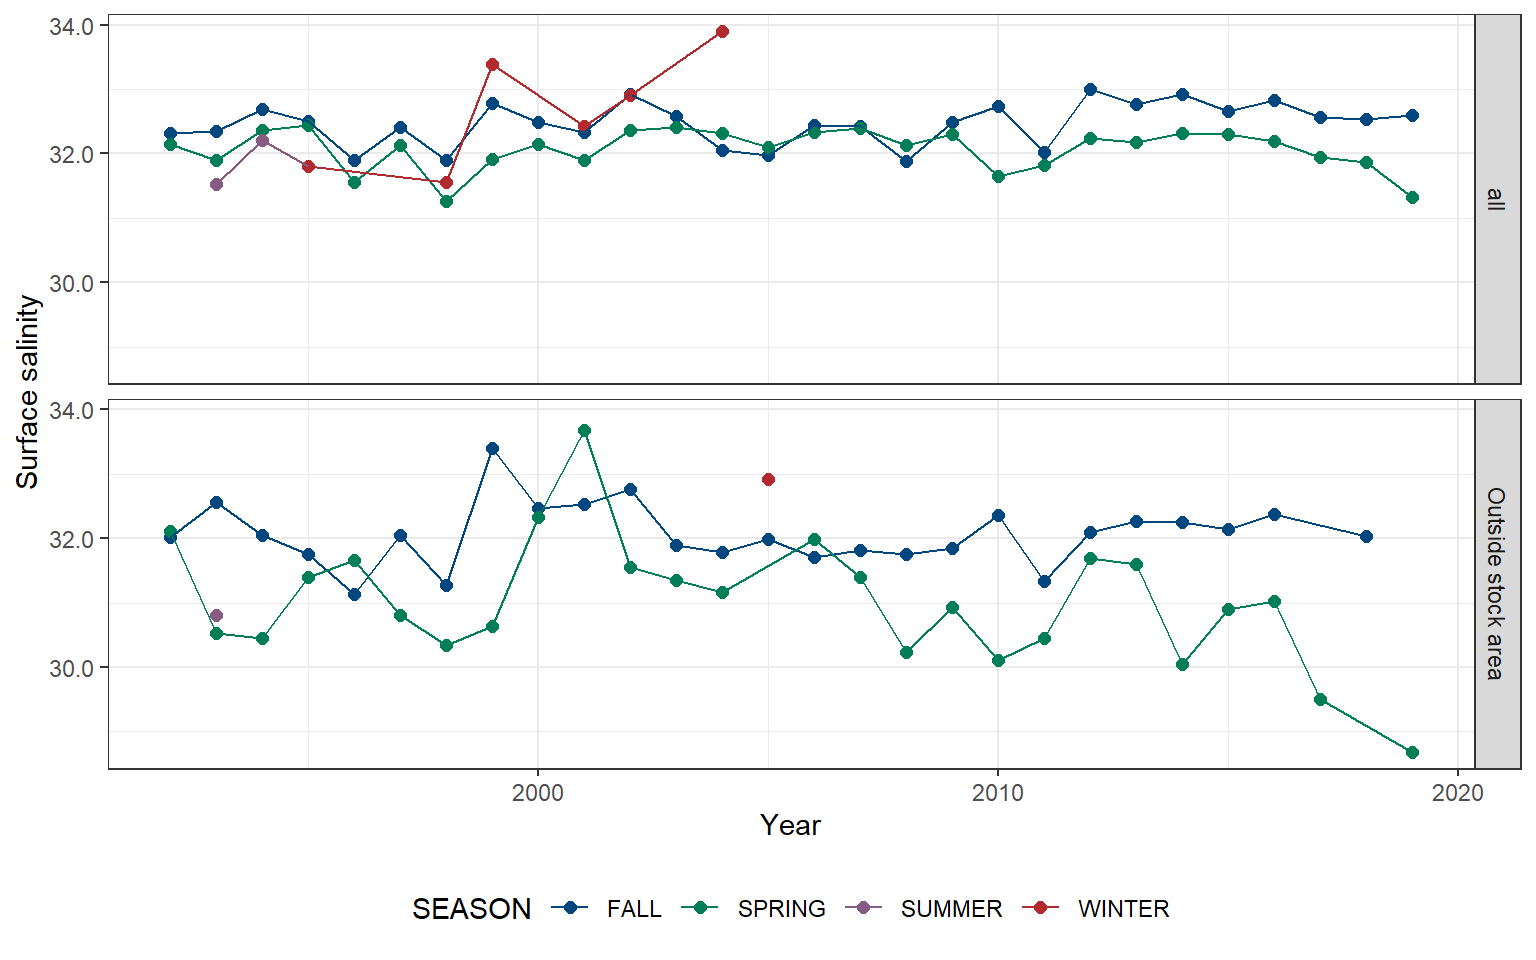 34.0
32.0
30.0
all
Surface salinity
34.0
32.0
30.0
Outside stock area
2000 2010 2020
Year
SEASON FALL SPRING SUMMER WINTER